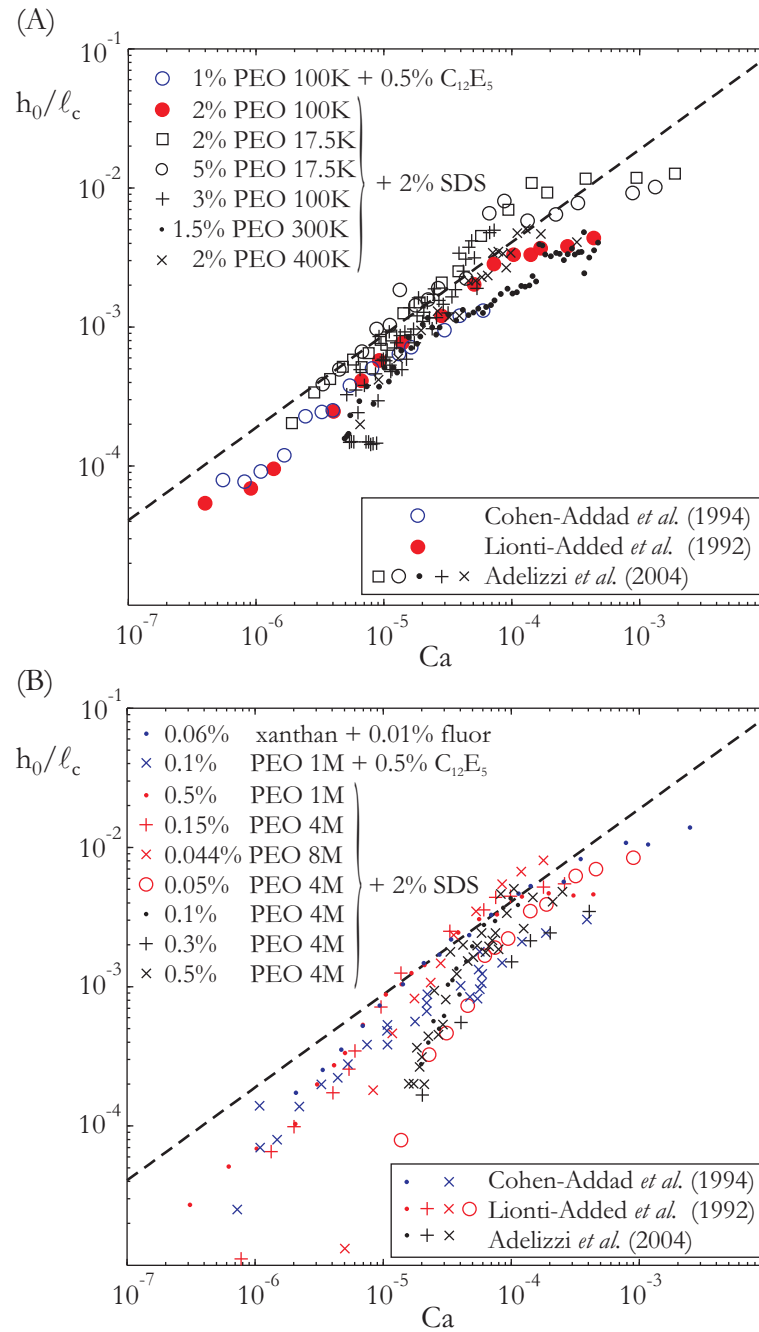 (A)
10⁻¹
h₀/ℓc
1% PEO 100K + 0.5% C₁₂E₅
2% PEO 100K
2% PEO 17.5K
5% PEO 17.5K
+ 2% SDS
3% PEO 100K
1.5% PEO 300K
2% PEO 400K
10⁻²
10⁻³
10⁻⁴
Cohen-Addad et al. (1994)
Lionti-Added et al. (1992)
Adelizzi et al. (2004)
10⁻⁷ 10⁻⁶ 10⁻⁵ 10⁻⁴ 10⁻³
Ca
(B)
10⁻¹
h₀/ℓc
0.06% xanthan + 0.01% fluor
0.1% PEO 1M + 0.5% C₁₂E₅
0.5% PEO 1M
0.15% PEO 4M
0.044% PEO 8M
0.05% PEO 4M
+ 2% SDS
0.1% PEO 4M
0.3% PEO 4M
0.5% PEO 4M
10⁻²
10⁻³
10⁻⁴
Cohen-Addad et al. (1994)
Lionti-Added et al. (1992)
Adelizzi et al. (2004)
10⁻⁷ 10⁻⁶ 10⁻⁵ 10⁻⁴ 10⁻³
Ca